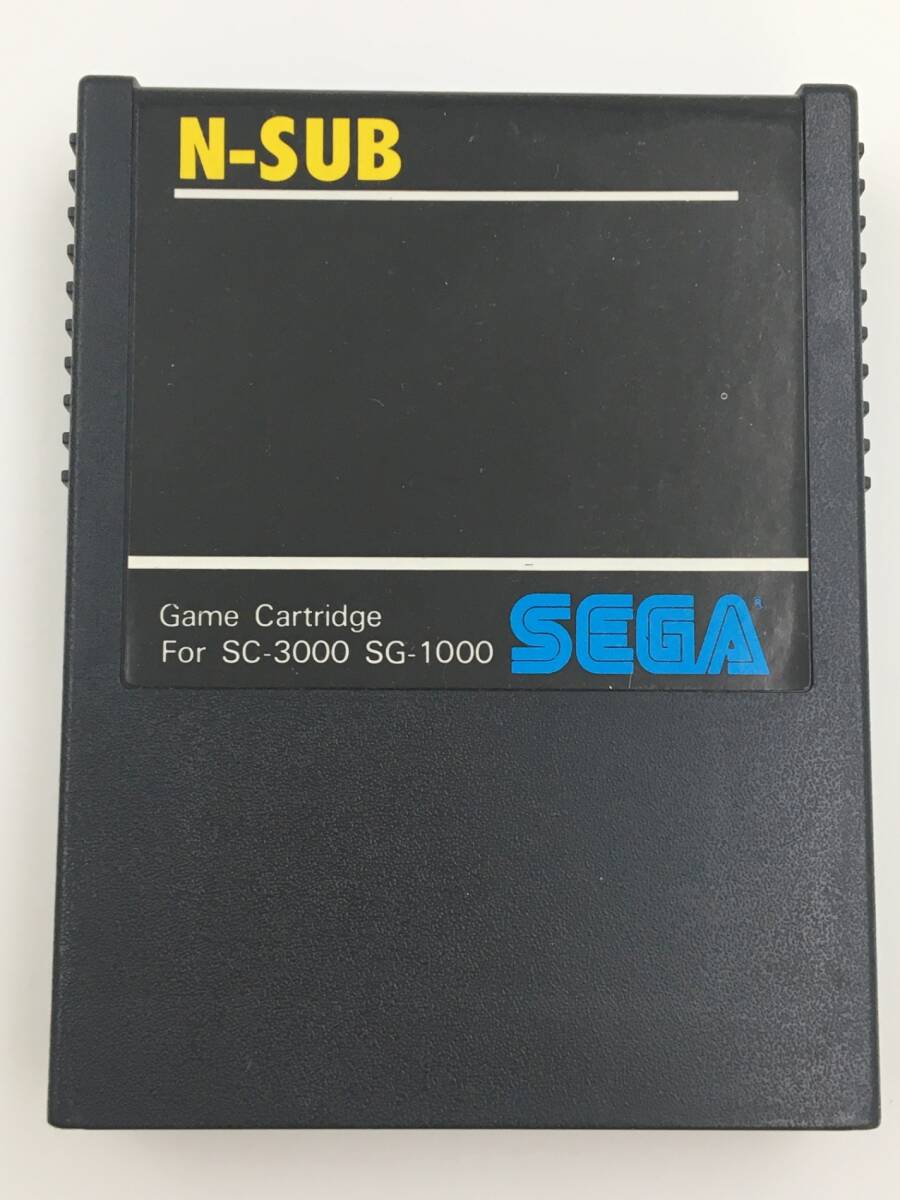 N-SUB
Game Cartridge
For SC-3000 SG-1000
SEGA®